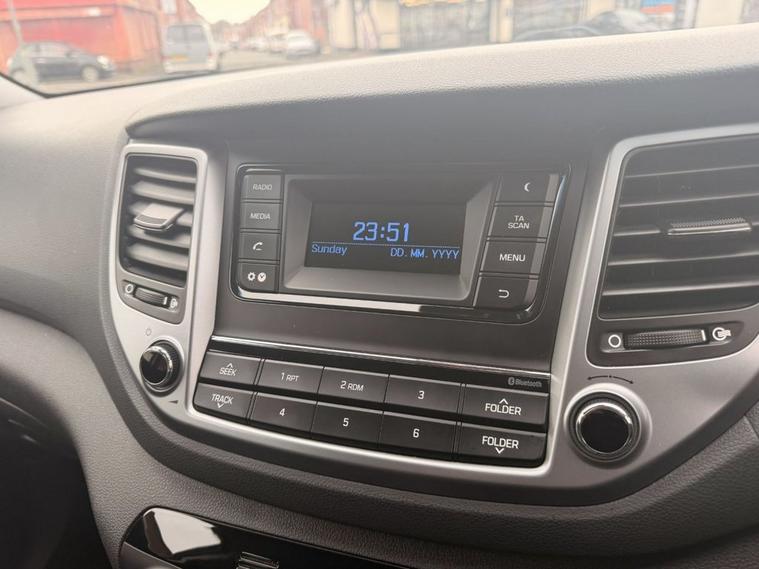 RADIO
MEDIA
23:51
Sunday DD.MM.YYYY
TA
SCAN
MENU
SEEK
TRACK
1 RPT
2 RDM
3
4
5
6
Bluetooth
FOLDER
FOLDER